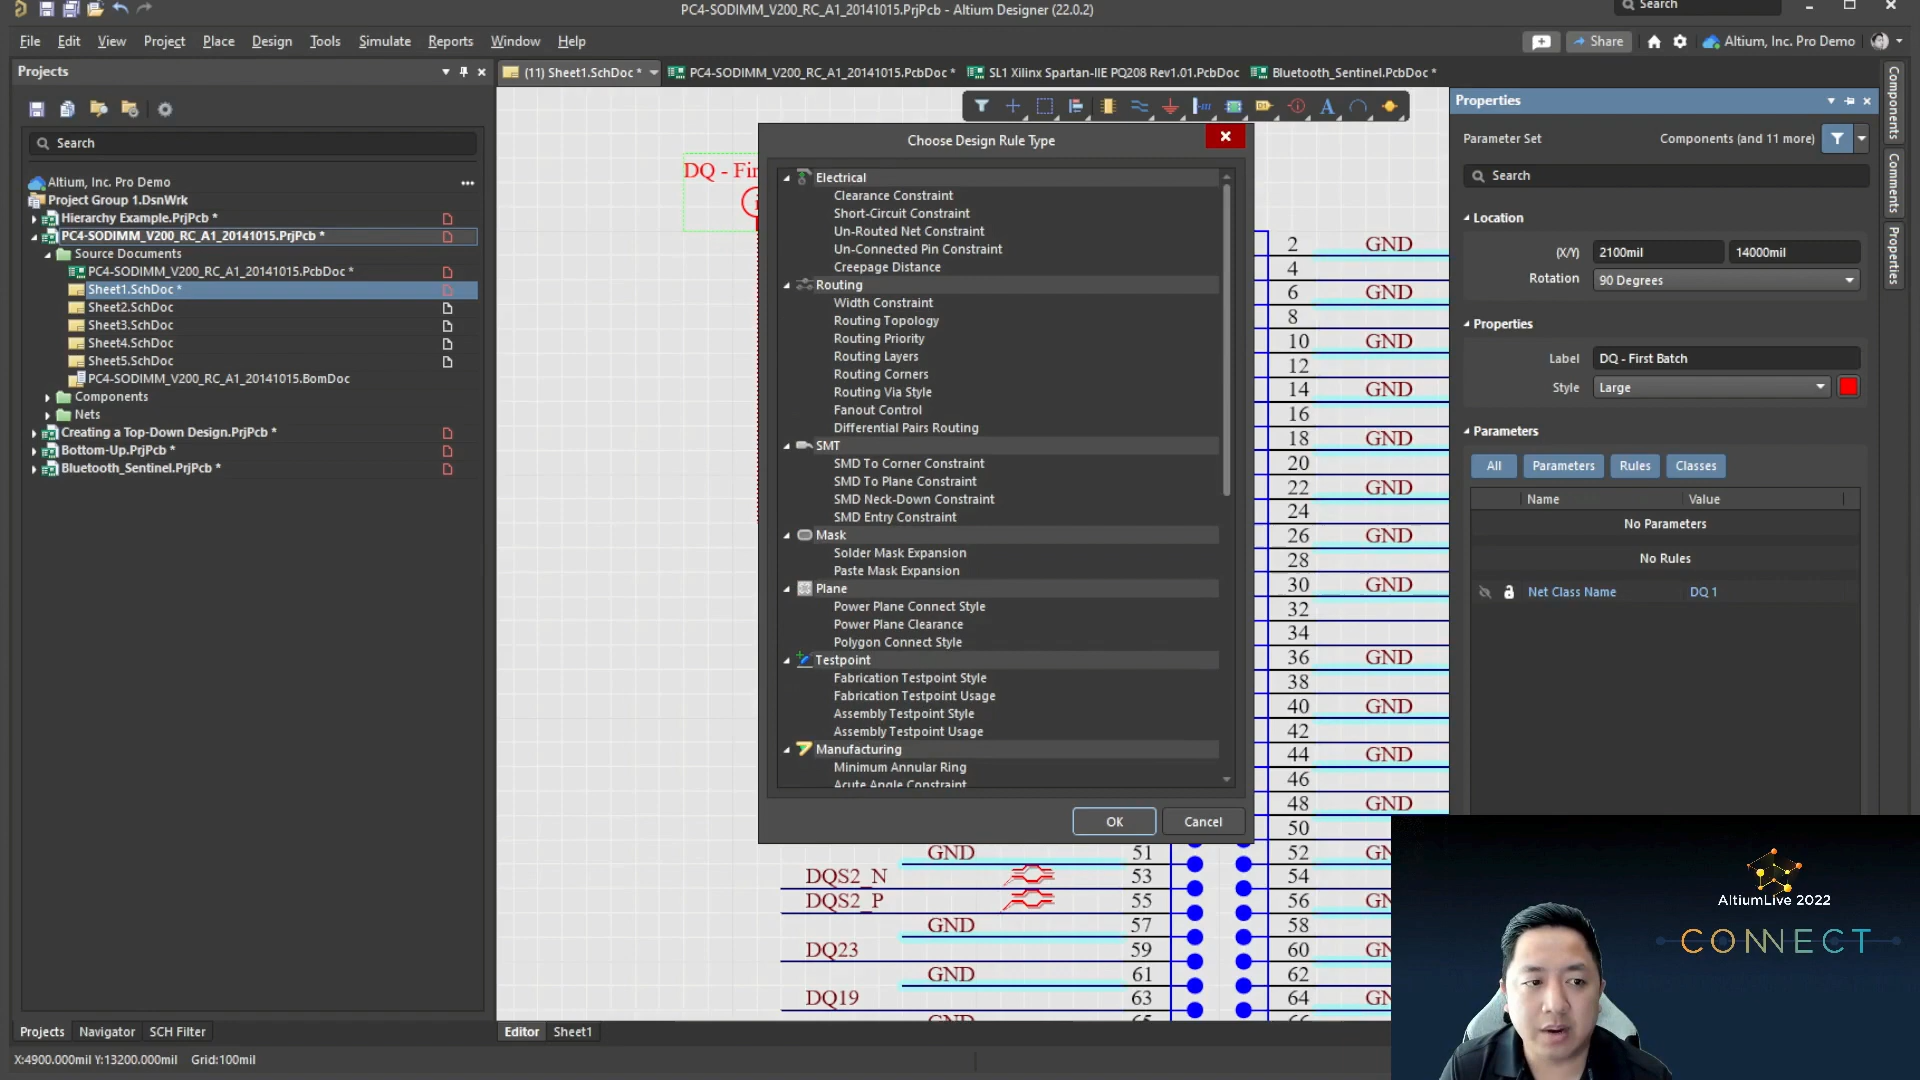 PC4-SODIMM_V200_RC_A1_20141015.PrjPcb - Altium Designer (22.0.2)
Search
File Edit View Project Place Design Tools Simulate Reports Window Help
Share
Altium, Inc. Pro Demo
Projects
(11) Sheet1.SchDoc *
PC4-SODIMM_V200_RC_A1_20141015.PcbDoc *
SL1 Xilinx Spartan-IIE PQ208 Rev1.01.PcbDoc
Bluetooth_Sentinel.PcbDoc *
Search
Altium, Inc. Pro Demo
Project Group 1.DsnWrk
Hierarchy Example.PrjPcb *
PC4-SODIMM_V200_RC_A1_20141015.PrjPcb *
Source Documents
PC4-SODIMM_V200_RC_A1_20141015.PcbDoc *
Sheet1.SchDoc *
Sheet2.SchDoc
Sheet3.SchDoc
Sheet4.SchDoc
Sheet5.SchDoc
PC4-SODIMM_V200_RC_A1_20141015.BomDoc
Components
Nets
Creating a Top-Down Design.PrjPcb *
Bottom-Up.PrjPcb *
Bluetooth_Sentinel.PrjPcb *
DQ - Fir
Choose Design Rule Type
Electrical
Clearance Constraint
Short-Circuit Constraint
Un-Routed Net Constraint
Un-Connected Pin Constraint
Creepage Distance
Routing
Width Constraint
Routing Topology
Routing Priority
Routing Layers
Routing Corners
Routing Via Style
Fanout Control
Differential Pairs Routing
SMT
SMD To Corner Constraint
SMD To Plane Constraint
SMD Neck-Down Constraint
SMD Entry Constraint
Mask
Solder Mask Expansion
Paste Mask Expansion
Plane
Power Plane Connect Style
Power Plane Clearance
Polygon Connect Style
Testpoint
Fabrication Testpoint Style
Fabrication Testpoint Usage
Assembly Testpoint Style
Assembly Testpoint Usage
Manufacturing
Minimum Annular Ring
Acute Angle Constraint
OK
Cancel
2 GND
4
6 GND
8
10 GND
12
14 GND
16
18 GND
20
22 GND
24
26 GND
28
30 GND
32
34
36 GND
38
40 GND
42
44 GND
46
48 GND
50
GND 51 52 GN
DQS2_N 53 54
DQS2_P 55 56 GN
GND 57 58
DQ23 59 60 GN
GND 61 62
DQ19 63 64 GN
GND 65 66
Properties
Parameter Set
Components (and 11 more)
Search
Location
(X/Y) 2100mil 14000mil
Rotation 90 Degrees
Properties
Label DQ - First Batch
Style Large
Parameters
All Parameters Rules Classes
Name Value
No Parameters
No Rules
Net Class Name DQ 1
Components
Comments
Properties
AltiumLive 2022
CONNECT
Projects Navigator SCH Filter
Editor Sheet1
X:4900.000mil Y:13200.000mil Grid:100mil